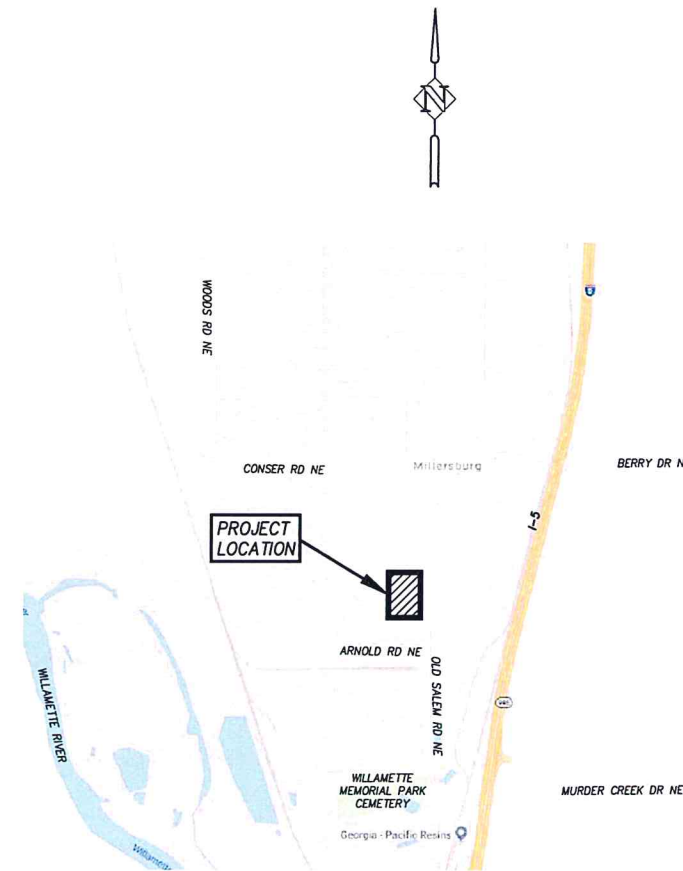 N
WOODS RD NE
CONSER RD NE
Millersburg
BERRY DR N
I-5
PROJECT
LOCATION
ARNOLD RD NE
OLD SALEM RD NE
WILLAMETTE RIVER
WILLAMETTE
MEMORIAL PARK
CEMETERY
MURDER CREEK DR NE
Georgia - Pacific Resins
Willamette